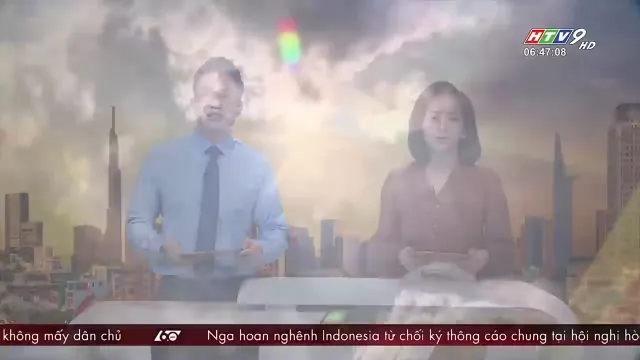 HTV9 HD
06:47:08
không mấy dân chủ 60 Nga hoan nghênh Indonesia từ chối ký thông cáo chung tại hội nghị hò